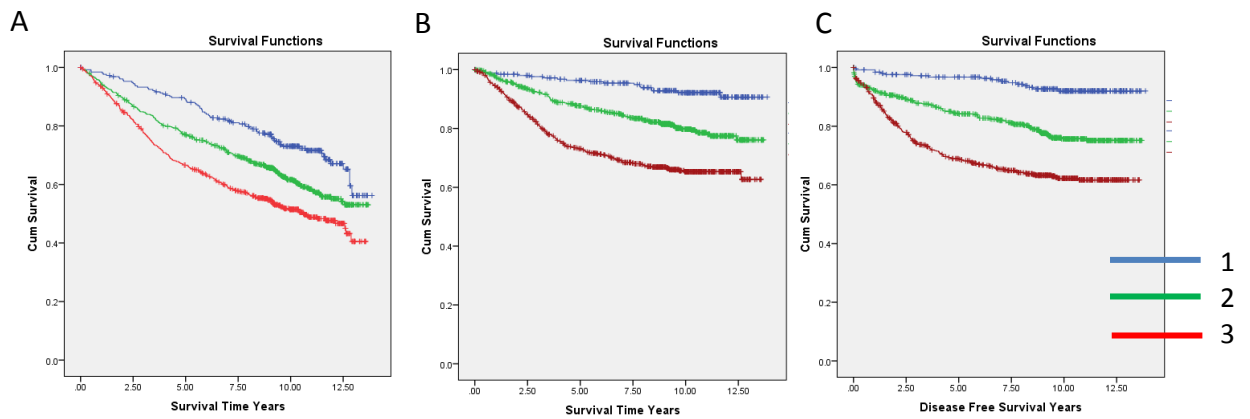 A
Survival Functions
Cum Survival
1.0
0.8
0.6
0.4
0.2
0.0
.00 2.50 5.00 7.50 10.00 12.50
Survival Time Years
B
Survival Functions
Cum Survival
1.0
0.8
0.6
0.4
0.2
0.0
.00 2.50 5.00 7.50 10.00 12.50
Survival Time Years
C
Survival Functions
Cum Survival
1.0
0.8
0.6
0.4
0.2
0.0
.00 2.50 5.00 7.50 10.00 12.50
Disease Free Survival Years
1
2
3